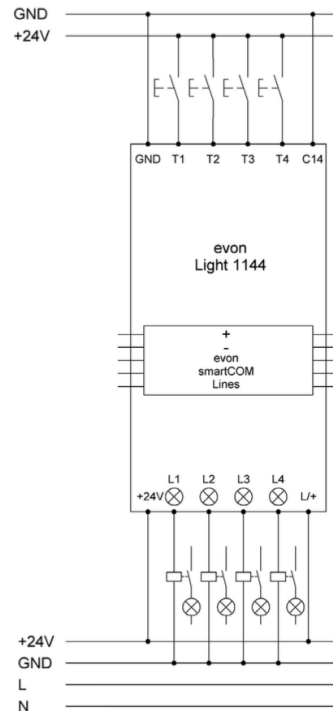 GND
+24V
GND T1 T2 T3 T4 C14
evon
Light 1144
+
-
evon
smartCOM
Lines
L1 L2 L3 L4
+24V L/+
+24V
GND
L
N